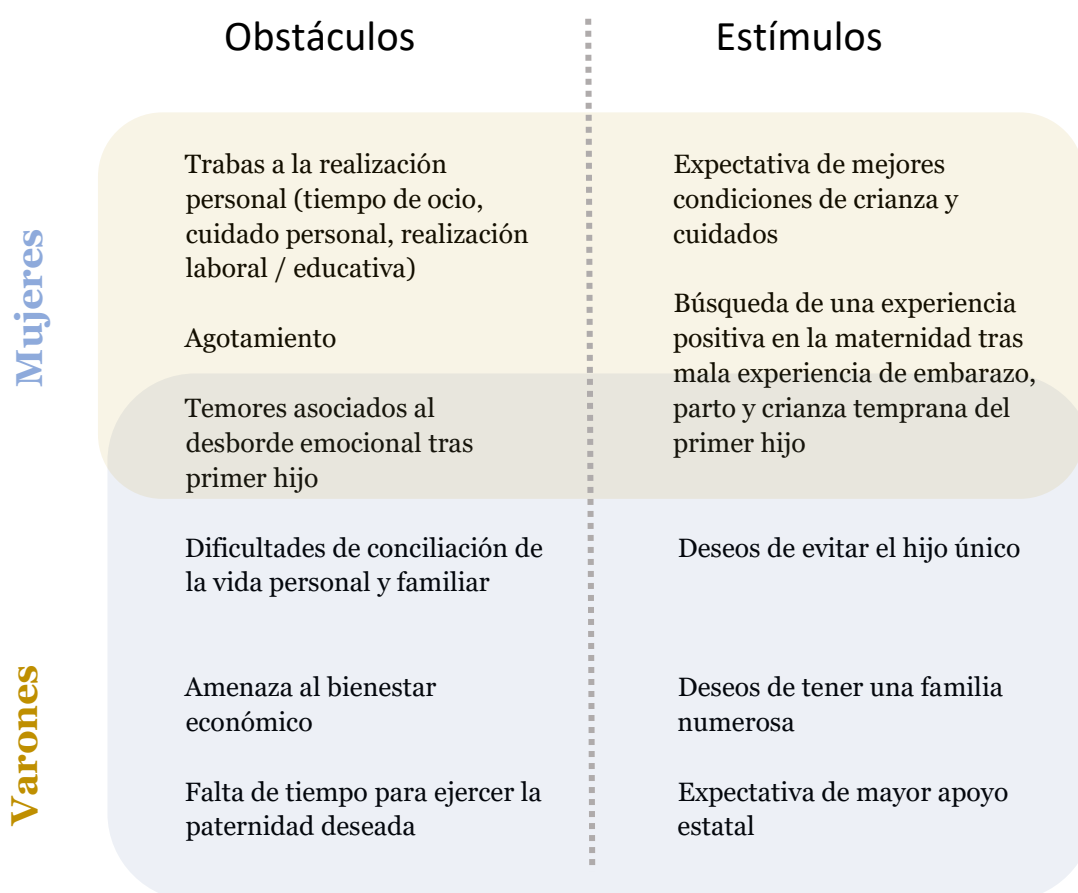 Obstáculos
Estímulos
Mujeres
Trabas a la realización
personal (tiempo de ocio,
cuidado personal, realización
laboral / educativa)
Agotamiento
Temores asociados al
desborde emocional tras
primer hijo
Expectativa de mejores
condiciones de crianza y
cuidados
Búsqueda de una experiencia
positiva en la maternidad tras
mala experiencia de embarazo,
parto y crianza temprana del
primer hijo
Varones
Dificultades de conciliación de
la vida personal y familiar
Amenaza al bienestar
económico
Falta de tiempo para ejercer la
paternidad deseada
Deseos de evitar el hijo único
Deseos de tener una familia
numerosa
Expectativa de mayor apoyo
estatal